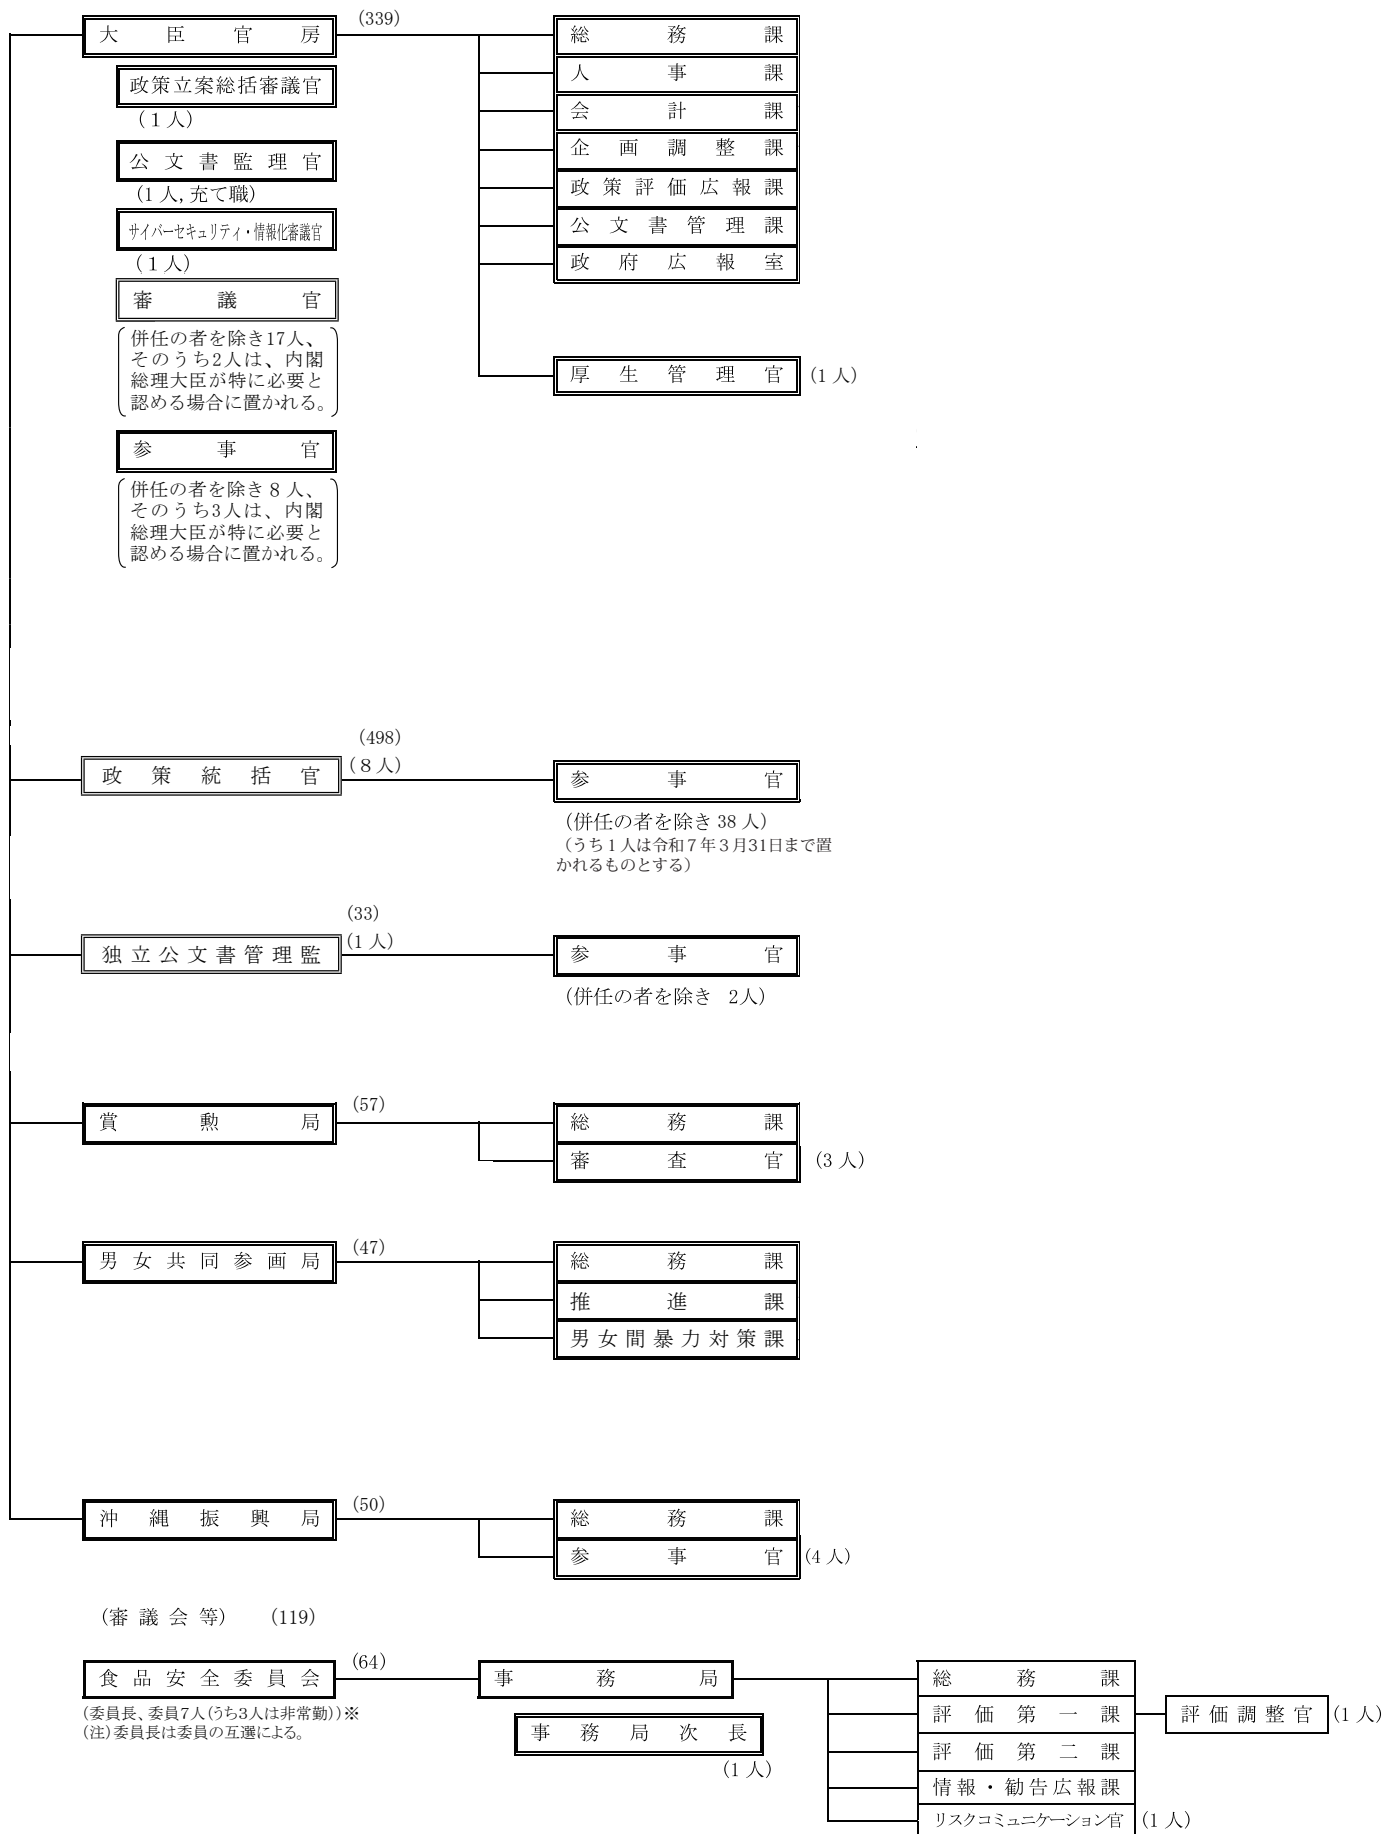 大臣官房
(339)
政策立案総括審議官
(1人)
公文書監理官
(1人,充て職)
サイバーセキュリティ・情報化審議官
(1人)
審議官
併任の者を除き17人、
そのうち2人は、内閣
総理大臣が特に必要と
認める場合に置かれる。
参事官
併任の者を除き8人、
そのうち3人は、内閣
総理大臣が特に必要と
認める場合に置かれる。
総務課
人事課
会計課
企画調整課
政策評価広報課
公文書管理課
政府広報室
厚生管理官
(1人)
政策統括官
(498)
(8人)
参事官
(併任の者を除き38人)
(うち1人は令和7年3月31日まで置
かれるものとする)
独立公文書管理監
(33)
(1人)
参事官
(併任の者を除き 2人)
賞勲局
(57)
総務課
審査官
(3人)
男女共同参画局
(47)
総務課
推進課
男女間暴力対策課
沖縄振興局
(50)
総務課
参事官
(4人)
(審議会等) (119)
食品安全委員会
(64)
(委員長、委員7人(うち3人は非常勤))※
(注)委員長は委員の互選による。
事務局
事務局次長
(1人)
総務課
評価第一課
評価調整官
(1人)
評価第二課
情報・勧告広報課
リスクコミュニケーション官
(1人)